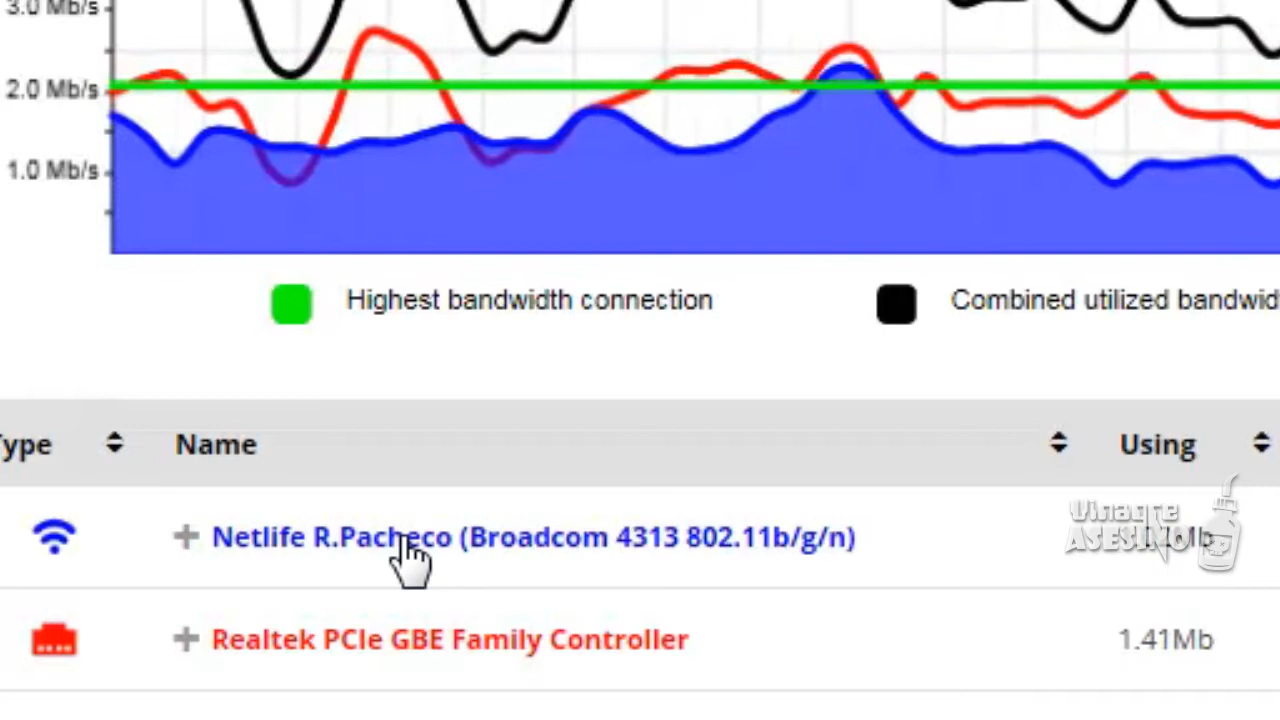 3.0 Mb/s
2.0 Mb/s
1.0 Mb/s
Highest bandwidth connection
Combined utilized bandwid
Type Name Using
Netlife R.Pacheco (Broadcom 4313 802.11b/g/n)
Vinagre
ASESINO
Realtek PCIe GBE Family Controller 1.41Mb